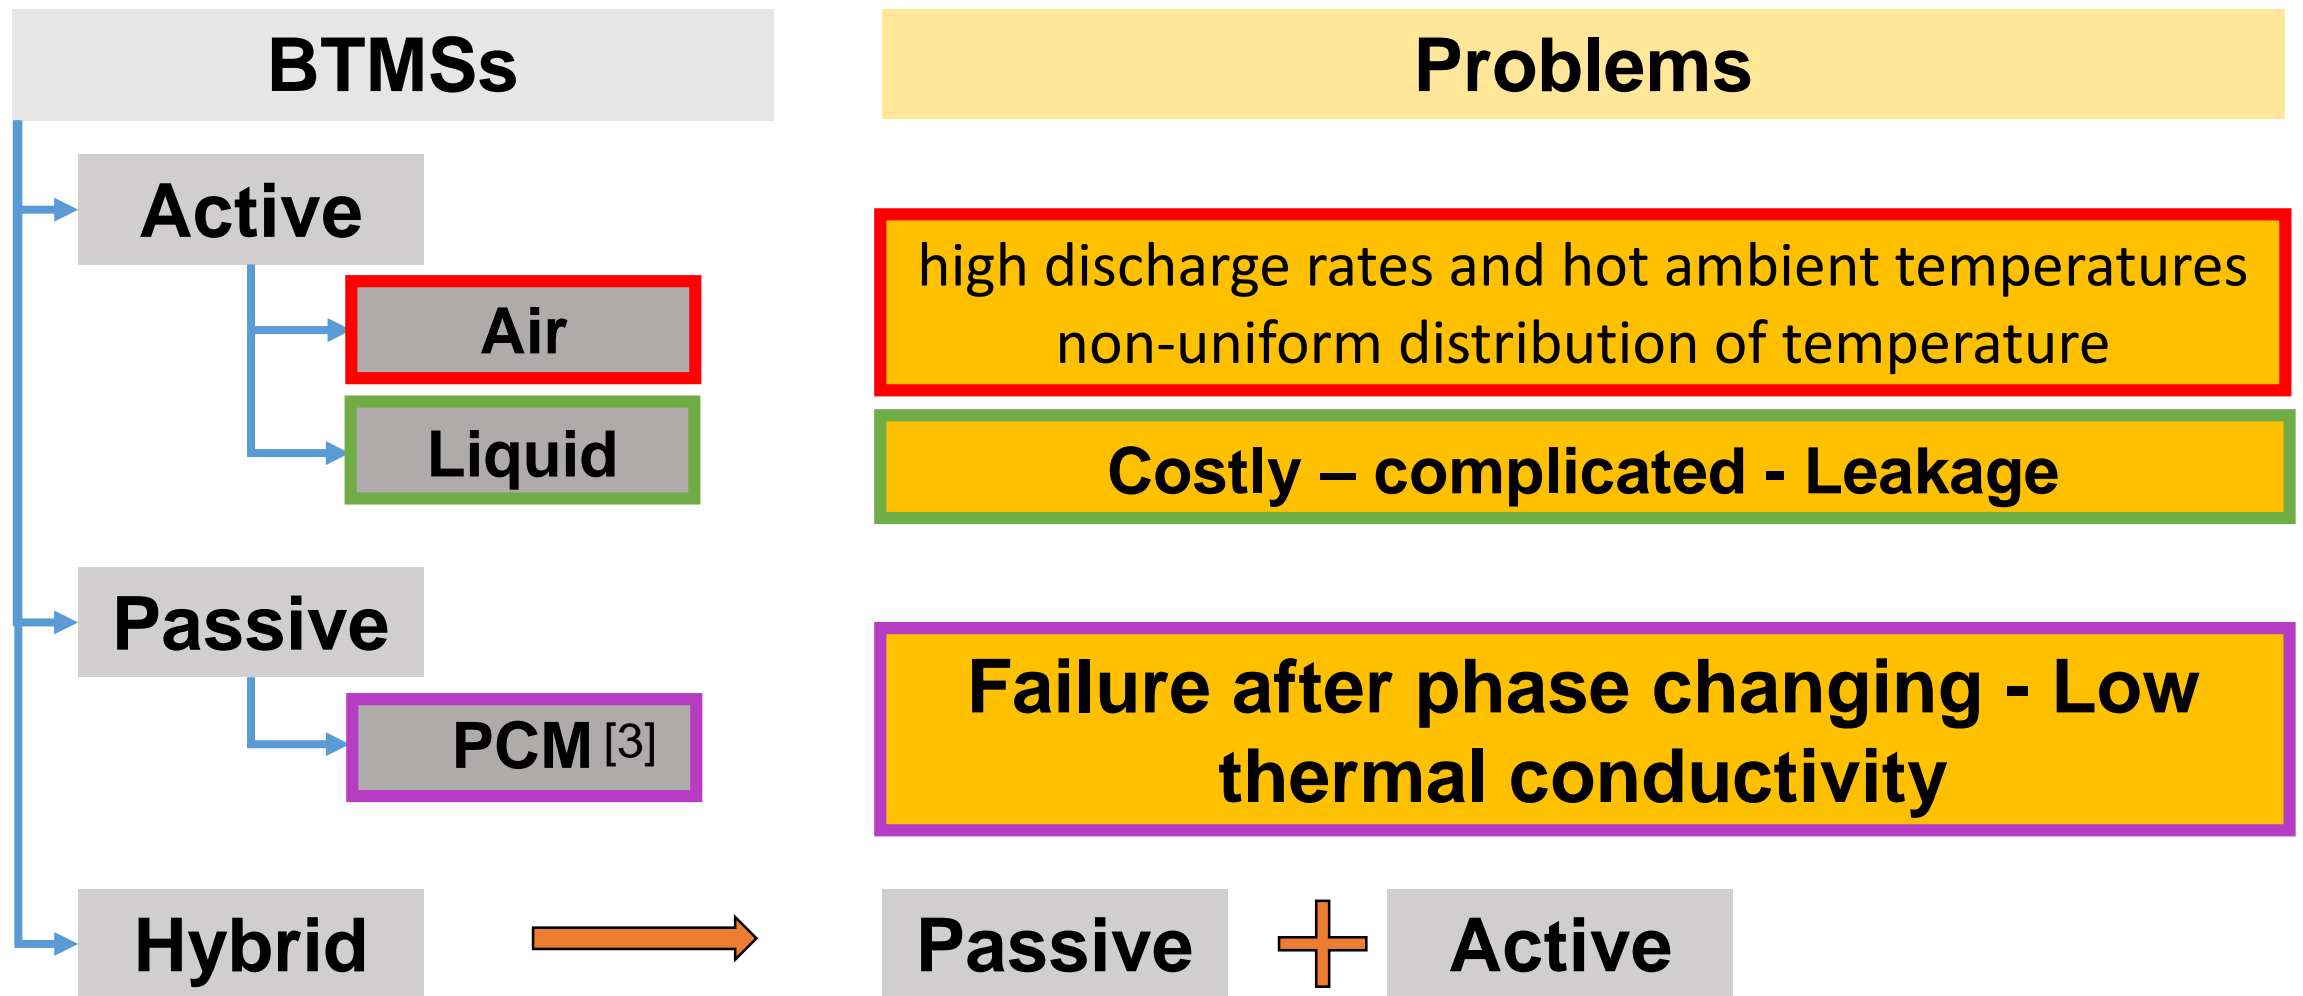 BTMSs
Problems
Active
Air
high discharge rates and hot ambient temperatures
non-uniform distribution of temperature
Liquid
Costly – complicated - Leakage
Passive
PCM [3]
Failure after phase changing - Low
thermal conductivity
Hybrid
Passive
Active